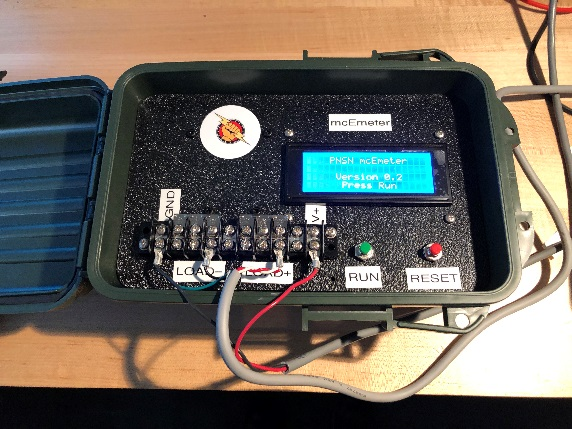 mcEmeter
PNSN mcEmeter
Version 0.2
Press Run
GND
V+
LOAD-
LOAD+
RUN
RESET